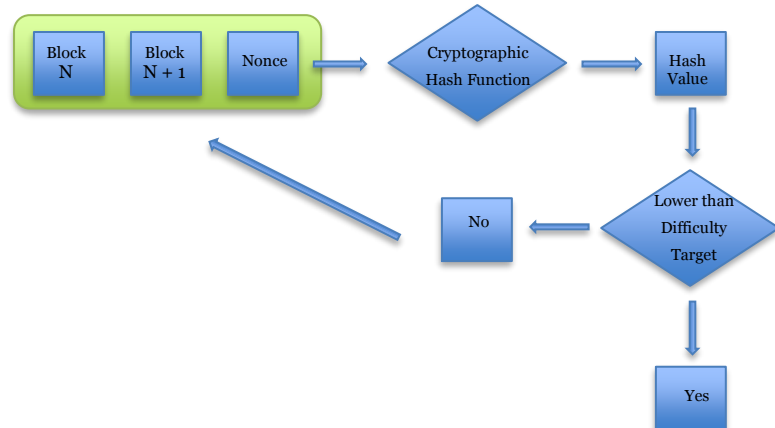 Block
N
Block
N + 1
Nonce
Cryptographic
Hash Function
Hash
Value
Lower than
Difficulty
Target
No
Yes